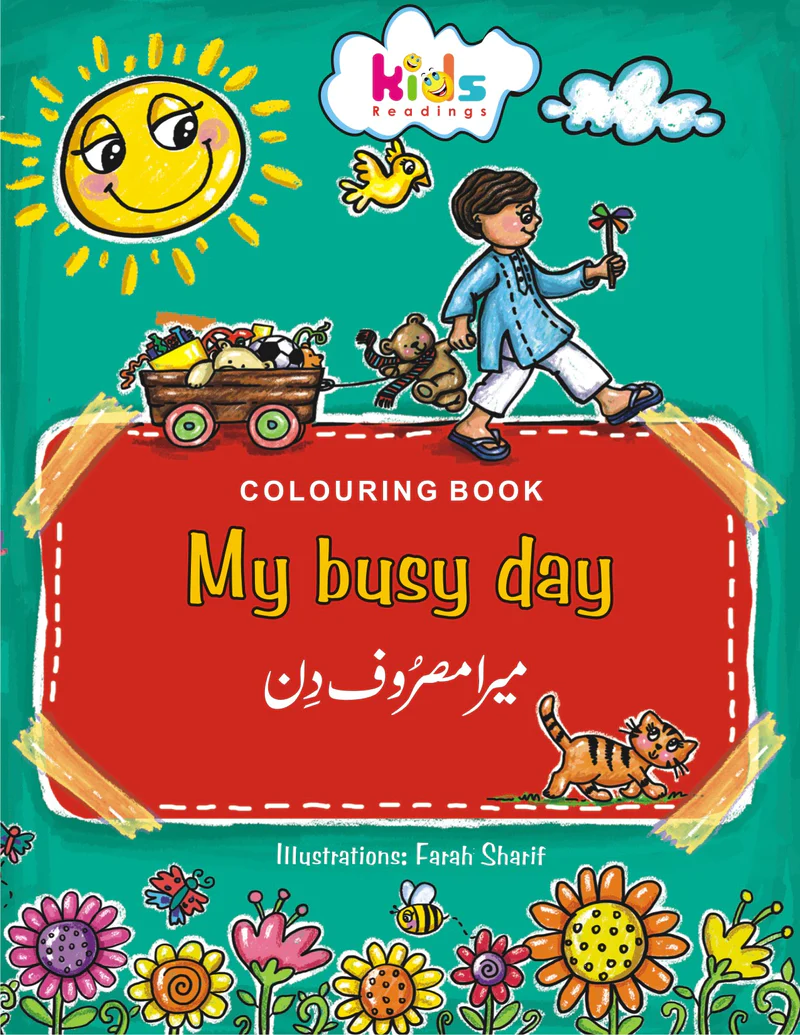 kids
Readings
COLOURING BOOK
My busy day
میرا مصرُوف دِن
Illustrations: Farah Sharif